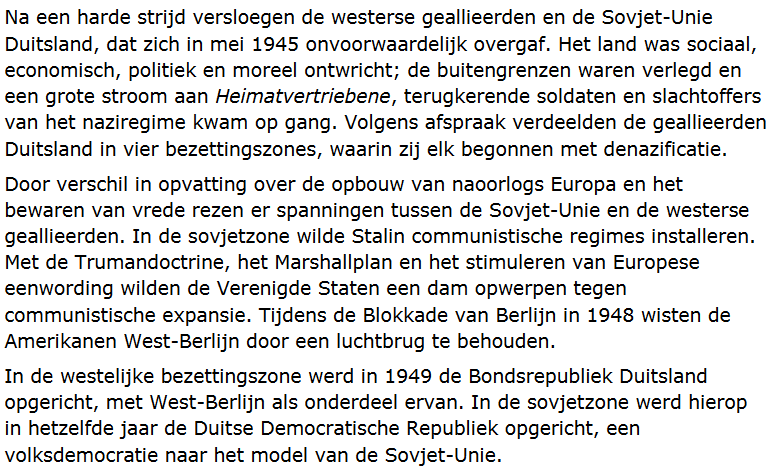 Na een harde strijd versloegen de westerse geallieerden en de Sovjet-Unie
Duitsland, dat zich in mei 1945 onvoorwaardelijk overgaf. Het land was sociaal,
economisch, politiek en moreel ontwricht; de buitengrenzen waren verlegd en
een grote stroom aan Heimatvertriebene, terugkerende soldaten en slachtoffers
van het naziregime kwam op gang. Volgens afspraak verdeelden de geallieerden
Duitsland in vier bezettingszones, waarin zij elk begonnen met denazificatie.
Door verschil in opvatting over de opbouw van naoorlogs Europa en het
bewaren van vrede rezen er spanningen tussen de Sovjet-Unie en de westerse
geallieerden. In de sovjetzone wilde Stalin communistische regimes installeren.
Met de Trumandoctrine, het Marshallplan en het stimuleren van Europese
eenwording wilden de Verenigde Staten een dam opwerpen tegen
communistische expansie. Tijdens de Blokkade van Berlijn in 1948 wisten de
Amerikanen West-Berlijn door een luchtbrug te behouden.
In de westelijke bezettingszone werd in 1949 de Bondsrepubliek Duitsland
opgericht, met West-Berlijn als onderdeel ervan. In de sovjetzone werd hierop
in hetzelfde jaar de Duitse Democratische Republiek opgericht, een
volksdemocratie naar het model van de Sovjet-Unie.